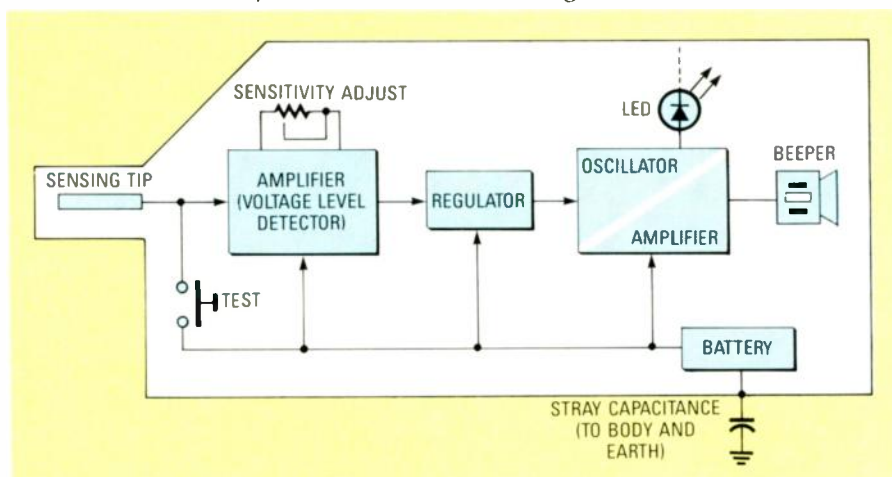 SENSITIVITY ADJUST
LED
BEEPER
SENSING TIP
AMPLIFIER
(VOLTAGE LEVEL
DETECTOR)
REGULATOR
OSCILLATOR
AMPLIFIER
TEST
BATTERY
STRAY CAPACITANCE
(TO BODY AND
EARTH)